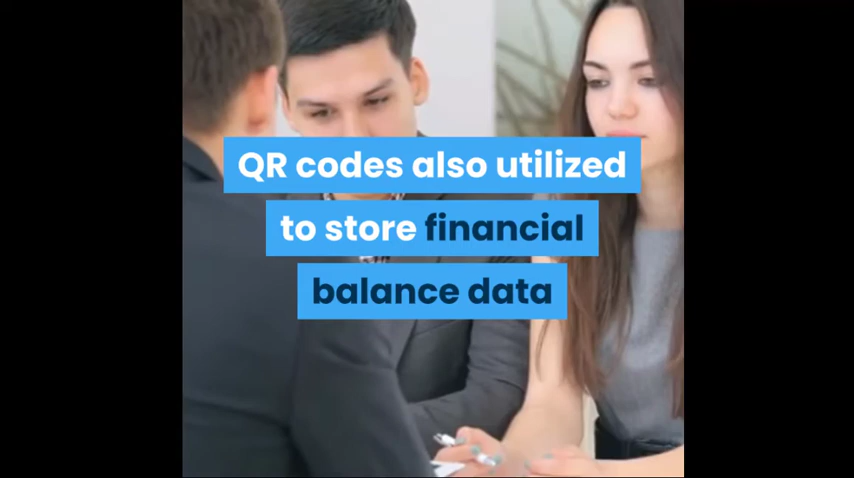 QR codes also utilized
to store financial
balance data